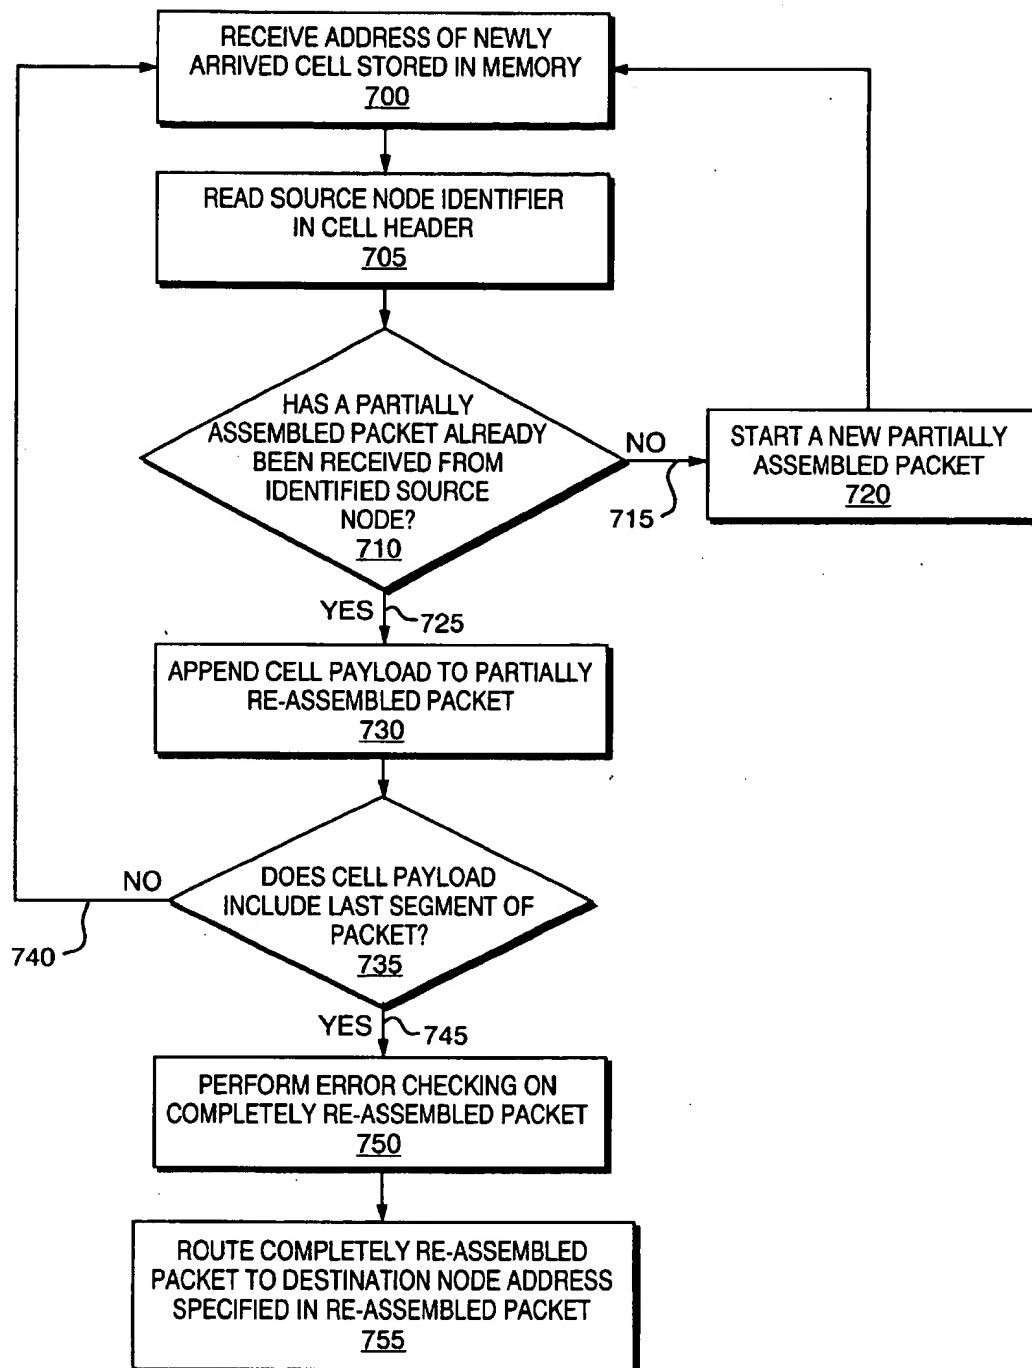 RECEIVE ADDRESS OF NEWLY
ARRIVED CELL STORED IN MEMORY
700
READ SOURCE NODE IDENTIFIER
IN CELL HEADER
705
HAS A PARTIALLY
ASSEMBLED PACKET ALREADY
BEEN RECEIVED FROM
IDENTIFIED SOURCE
NODE?
710
NO
715
START A NEW PARTIALLY
ASSEMBLED PACKET
720
YES
725
APPEND CELL PAYLOAD TO PARTIALLY
RE-ASSEMBLED PACKET
730
DOES CELL PAYLOAD
INCLUDE LAST SEGMENT OF
PACKET?
735
NO
740
YES
745
PERFORM ERROR CHECKING ON
COMPLETELY RE-ASSEMBLED PACKET
750
ROUTE COMPLETELY RE-ASSEMBLED
PACKET TO DESTINATION NODE ADDRESS
SPECIFIED IN RE-ASSEMBLED PACKET
755